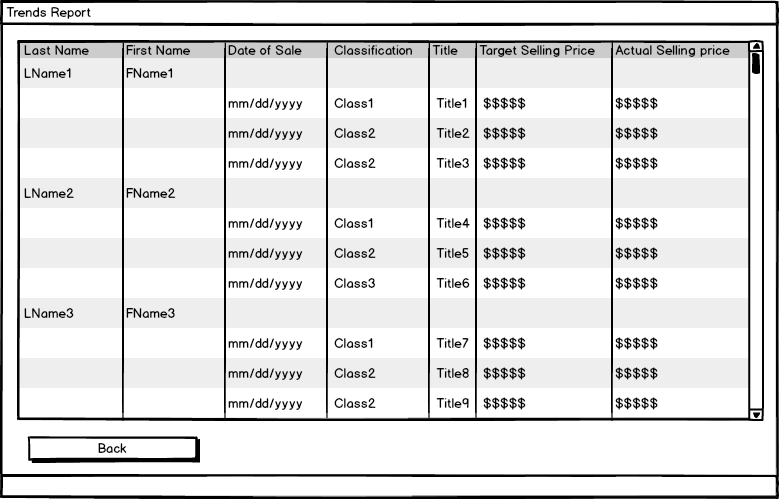 Trends Report
Last Name First Name Date of Sale Classification Title Target Selling Price Actual Selling price
LName1 FName1
mm/dd/yyyy Class1 Title1 $$$$$ $$$$$
mm/dd/yyyy Class2 Title2 $$$$$ $$$$$
mm/dd/yyyy Class2 Title3 $$$$$ $$$$$
LName2 FName2
mm/dd/yyyy Class1 Title4 $$$$$ $$$$$
mm/dd/yyyy Class2 Title5 $$$$$ $$$$$
mm/dd/yyyy Class3 Title6 $$$$$ $$$$$
LName3 FName3
mm/dd/yyyy Class1 Title7 $$$$$ $$$$$
mm/dd/yyyy Class2 Title8 $$$$$ $$$$$
mm/dd/yyyy Class2 Title9 $$$$$ $$$$$
Back